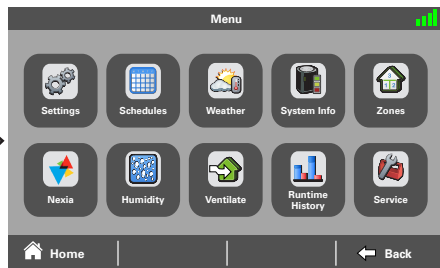 Menu
Settings
Schedules
Weather
System Info
Zones
Nexia
Humidity
Ventilate
Runtime
History
Service
Home
Back